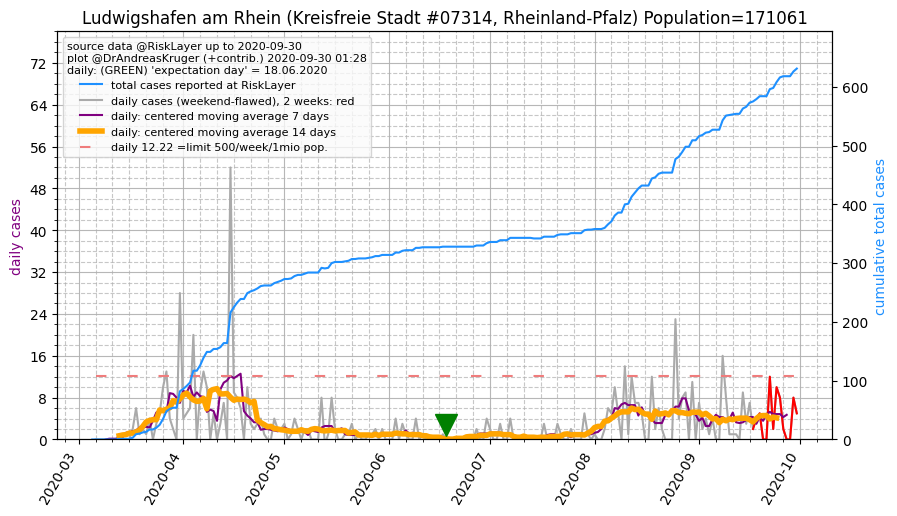 Ludwigshafen am Rhein (Kreisfreie Stadt #07314, Rheinland-Pfalz) Population=171061
source data @RiskLayer up to 2020-09-30
plot @DrAndreasKruger (+contrib.) 2020-09-30 01:28
daily: (GREEN) 'expectation day' = 18.06.2020
total cases reported at RiskLayer
daily cases (weekend-flawed), 2 weeks: red
daily: centered moving average 7 days
daily: centered moving average 14 days
daily 12.22 =limit 500/week/1mio pop.
daily cases
72
64
56
48
40
32
24
16
8
0
cumulative total cases
600
500
400
300
200
100
0
2020-03
2020-04
2020-05
2020-06
2020-07
2020-08
2020-09
2020-10